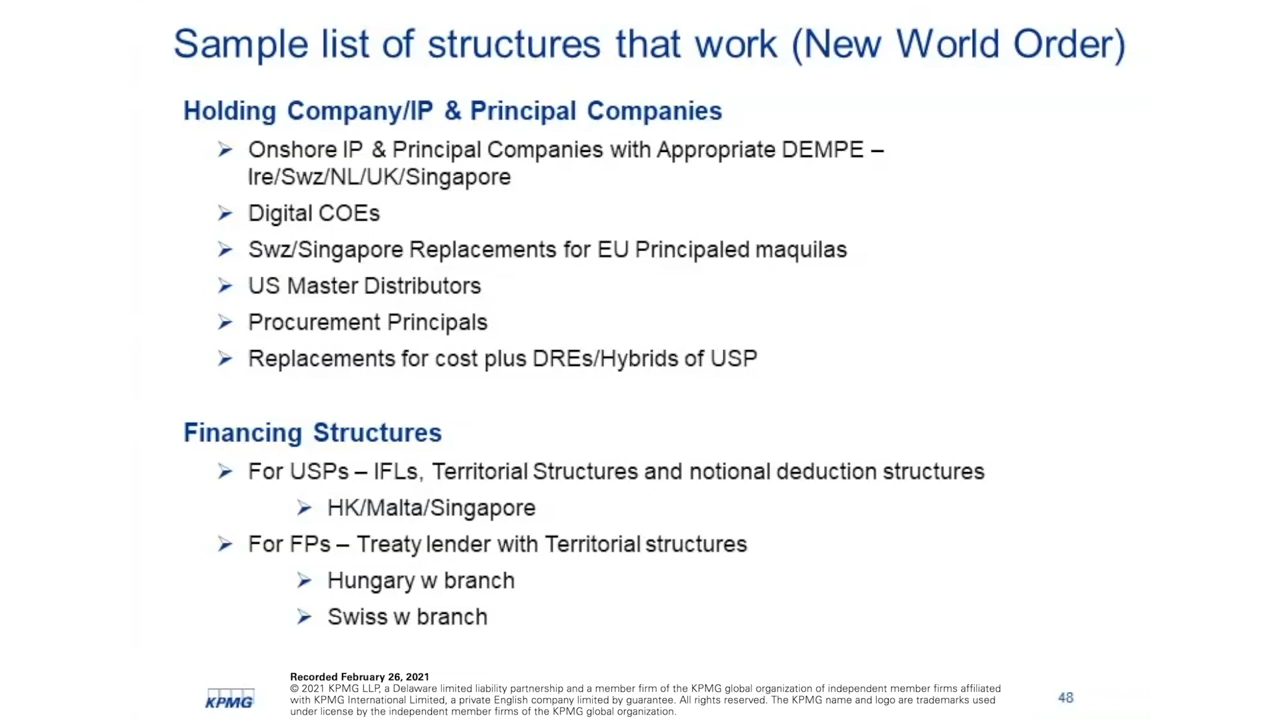 Sample list of structures that work (New World Order)
Holding Company/IP & Principal Companies
Onshore IP & Principal Companies with Appropriate DEMPE –
Ire/Swz/NL/UK/Singapore
Digital COEs
Swz/Singapore Replacements for EU Principaled maquilas
US Master Distributors
Procurement Principals
Replacements for cost plus DREs/Hybrids of USP
Financing Structures
For USPs – IFLs, Territorial Structures and notional deduction structures
HK/Malta/Singapore
For FPs – Treaty lender with Territorial structures
Hungary w branch
Swiss w branch
KPMG
Recorded February 26, 2021
© 2021 KPMG LLP, a Delaware limited liability partnership and a member firm of the KPMG global organization of independent member firms affiliated
with KPMG International Limited, a private English company limited by guarantee. All rights reserved. The KPMG name and logo are trademarks used
under license by the independent member firms of the KPMG global organization.
48